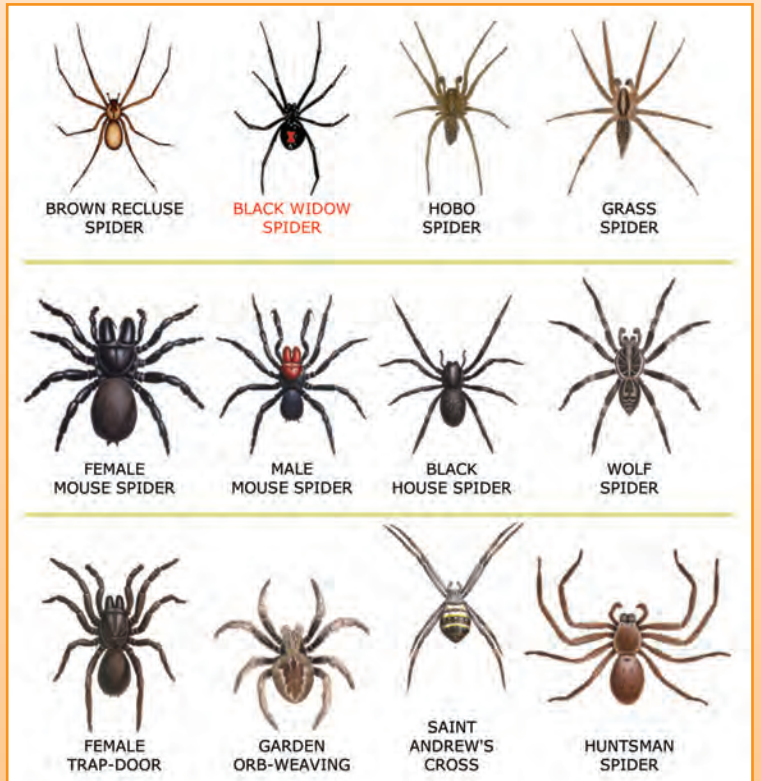 BROWN RECLUSE
SPIDER
BLACK WIDOW
SPIDER
HOBO
SPIDER
GRASS
SPIDER
FEMALE
MOUSE SPIDER
MALE
MOUSE SPIDER
BLACK
HOUSE SPIDER
WOLF
SPIDER
FEMALE
TRAP-DOOR
GARDEN
ORB-WEAVING
SAINT
ANDREW'S
CROSS
HUNTSMAN
SPIDER